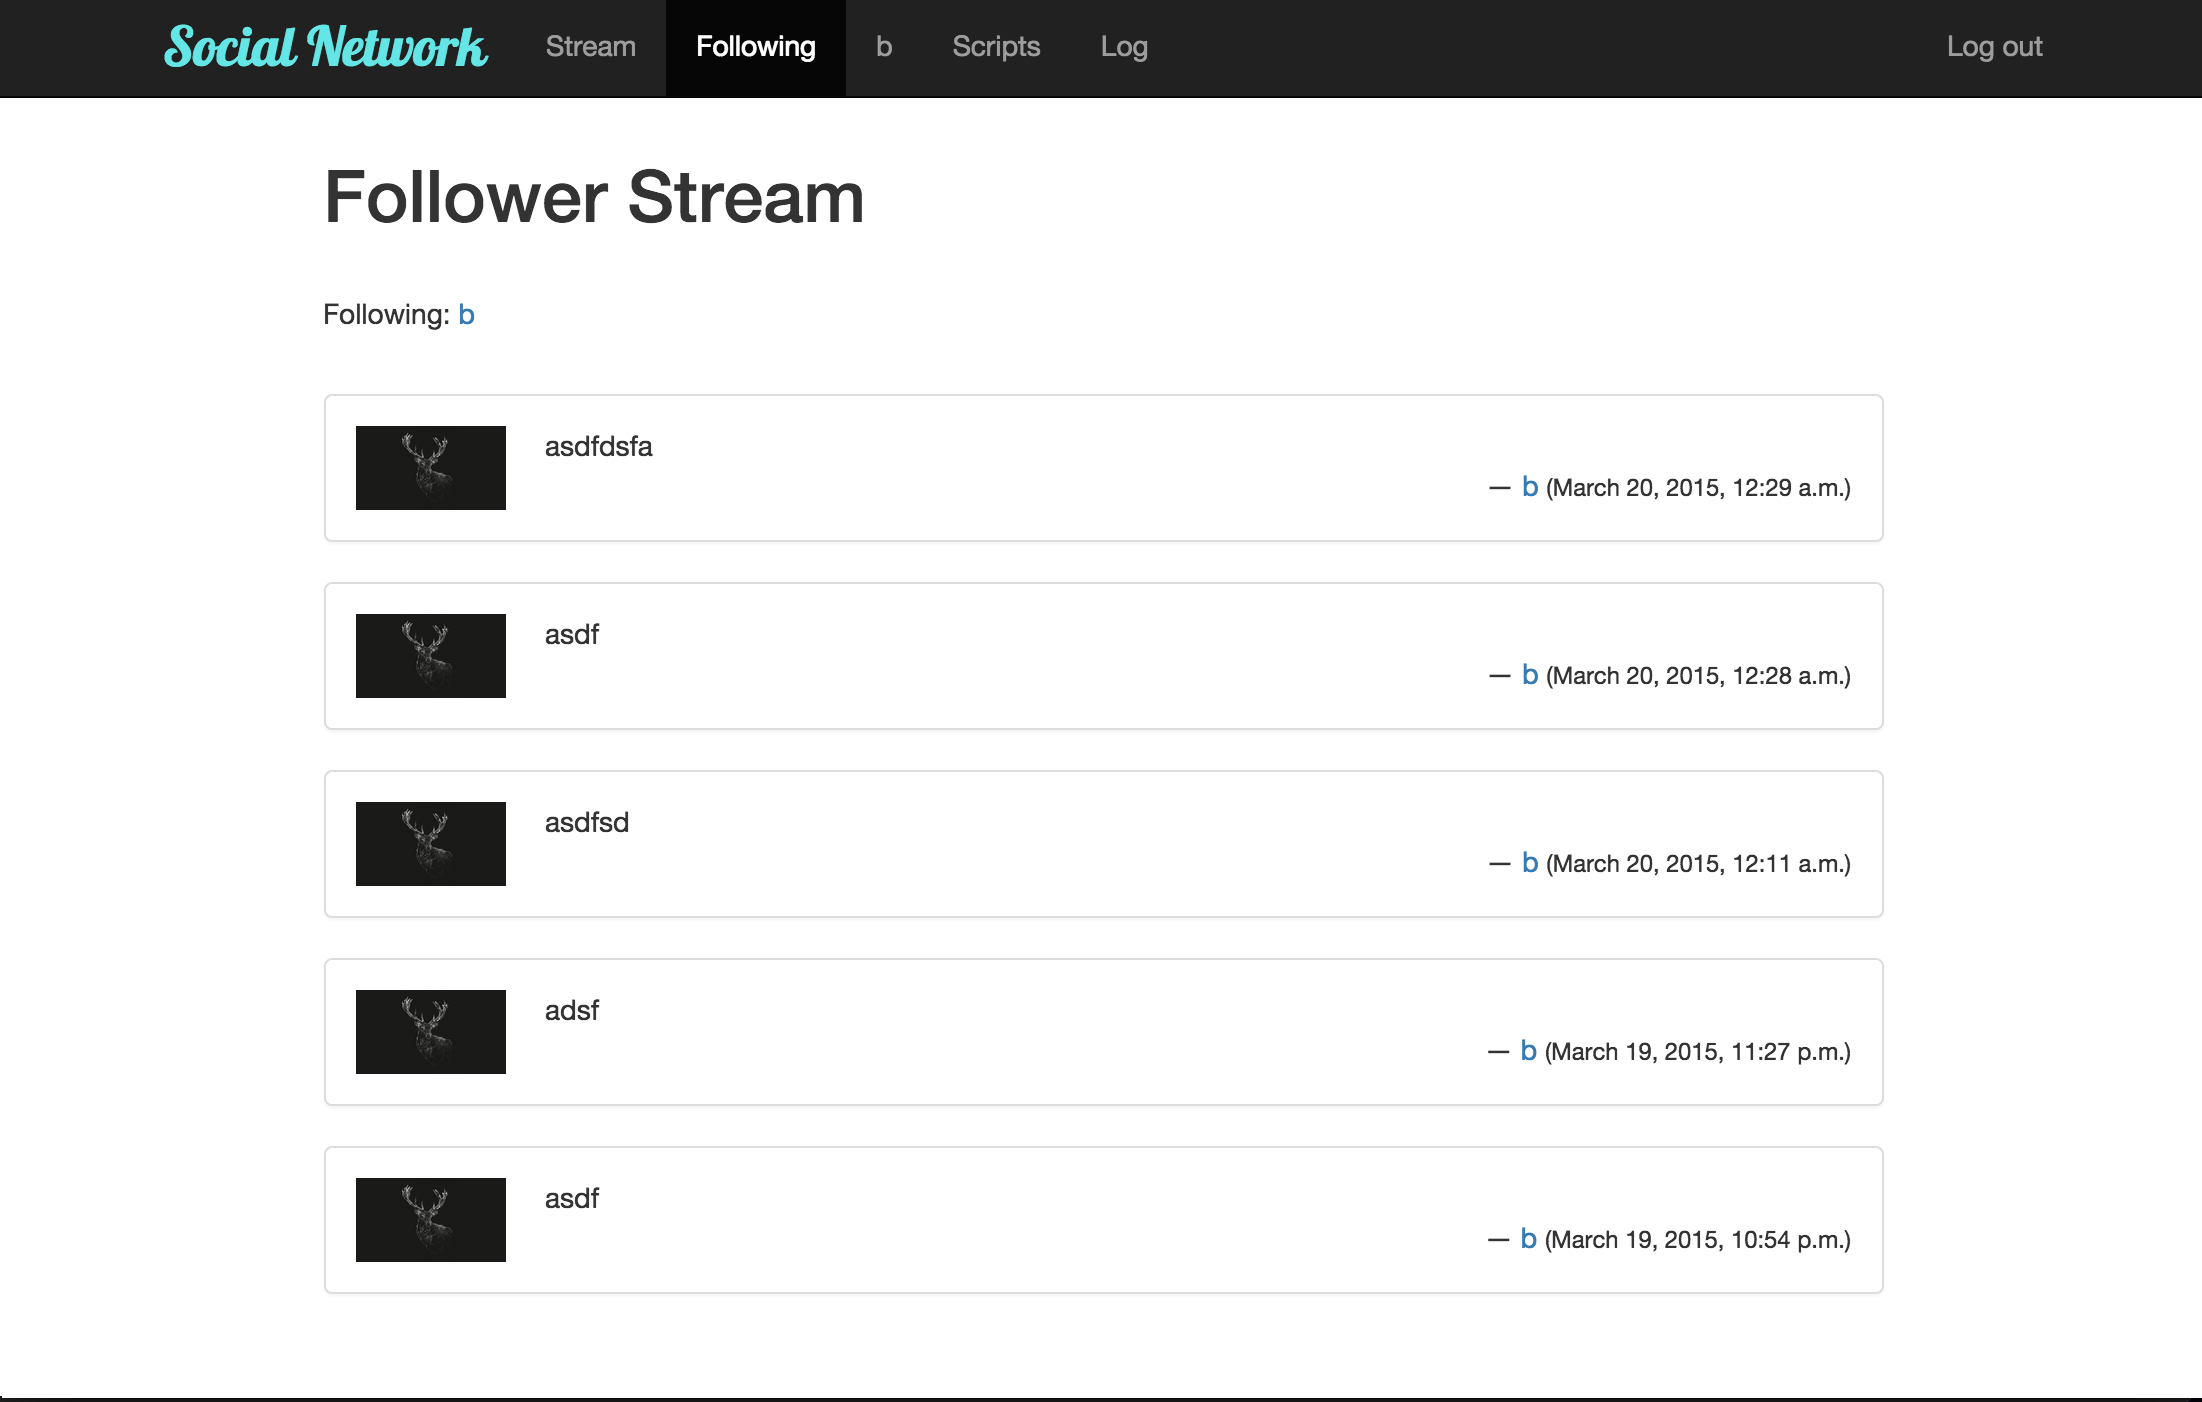 Social Network Stream Following b Scripts Log Log out
Follower Stream
Following: b
asdfdsfa
— b (March 20, 2015, 12:29 a.m.)
asdf
— b (March 20, 2015, 12:28 a.m.)
asdfsd
— b (March 20, 2015, 12:11 a.m.)
adsf
— b (March 19, 2015, 11:27 p.m.)
asdf
— b (March 19, 2015, 10:54 p.m.)